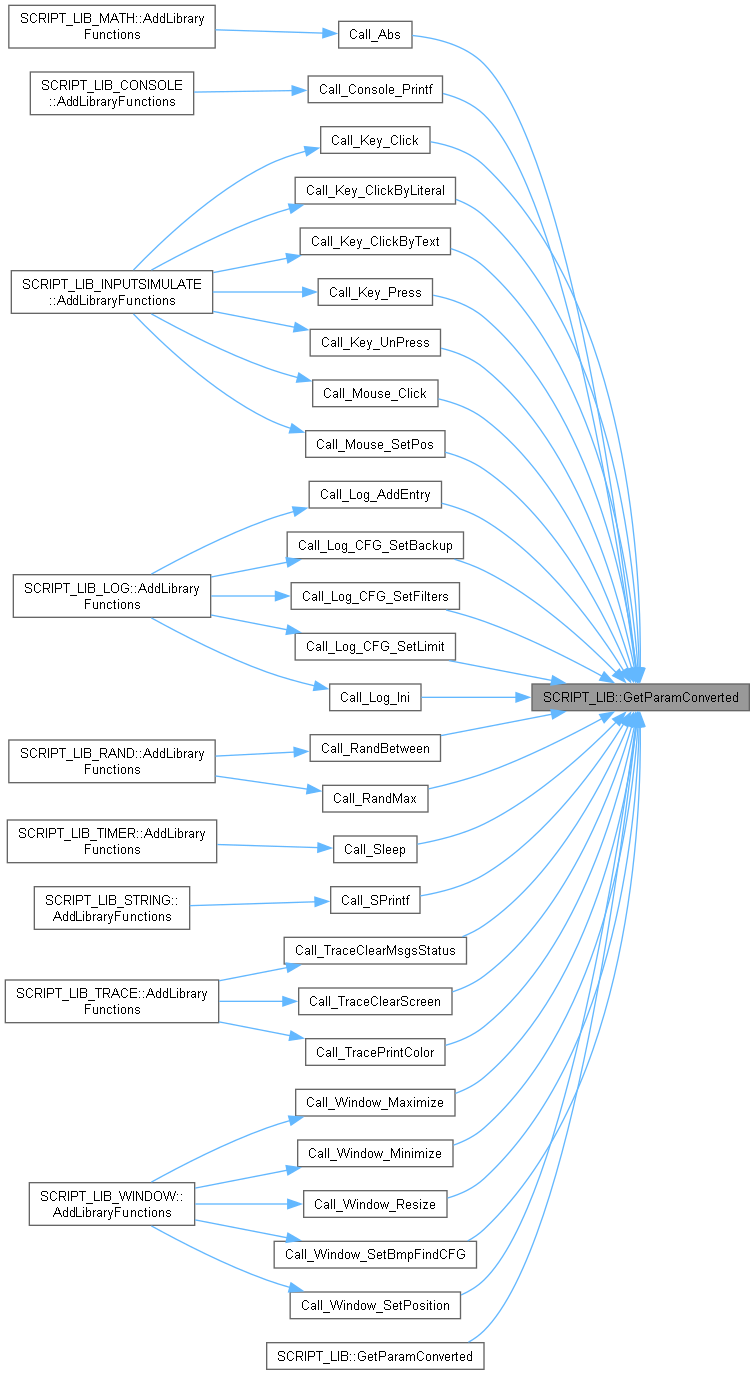 SCRIPT_LIB_MATH::AddLibrary
Functions
Call_Abs
SCRIPT_LIB_CONSOLE
::AddLibraryFunctions
Call_Console_Printf
Call_Key_Click
Call_Key_ClickByLiteral
Call_Key_ClickByText
SCRIPT_LIB_INPUTSIMULATE
::AddLibraryFunctions
Call_Key_Press
Call_Key_UnPress
Call_Mouse_Click
Call_Mouse_SetPos
Call_Log_AddEntry
Call_Log_CFG_SetBackup
SCRIPT_LIB_LOG::AddLibrary
Functions
Call_Log_CFG_SetFilters
Call_Log_CFG_SetLimit
Call_Log_Ini
SCRIPT_LIB::GetParamConverted
SCRIPT_LIB_RAND::AddLibrary
Functions
Call_RandBetween
Call_RandMax
SCRIPT_LIB_TIMER::AddLibrary
Functions
Call_Sleep
SCRIPT_LIB_STRING::
AddLibraryFunctions
Call_SPrintf
Call_TraceClearMsgsStatus
SCRIPT_LIB_TRACE::AddLibrary
Functions
Call_TraceClearScreen
Call_TracePrintColor
Call_Window_Maximize
Call_Window_Minimize
SCRIPT_LIB_WINDOW::
AddLibraryFunctions
Call_Window_Resize
Call_Window_SetBmpFindCFG
Call_Window_SetPosition
SCRIPT_LIB::GetParamConverted